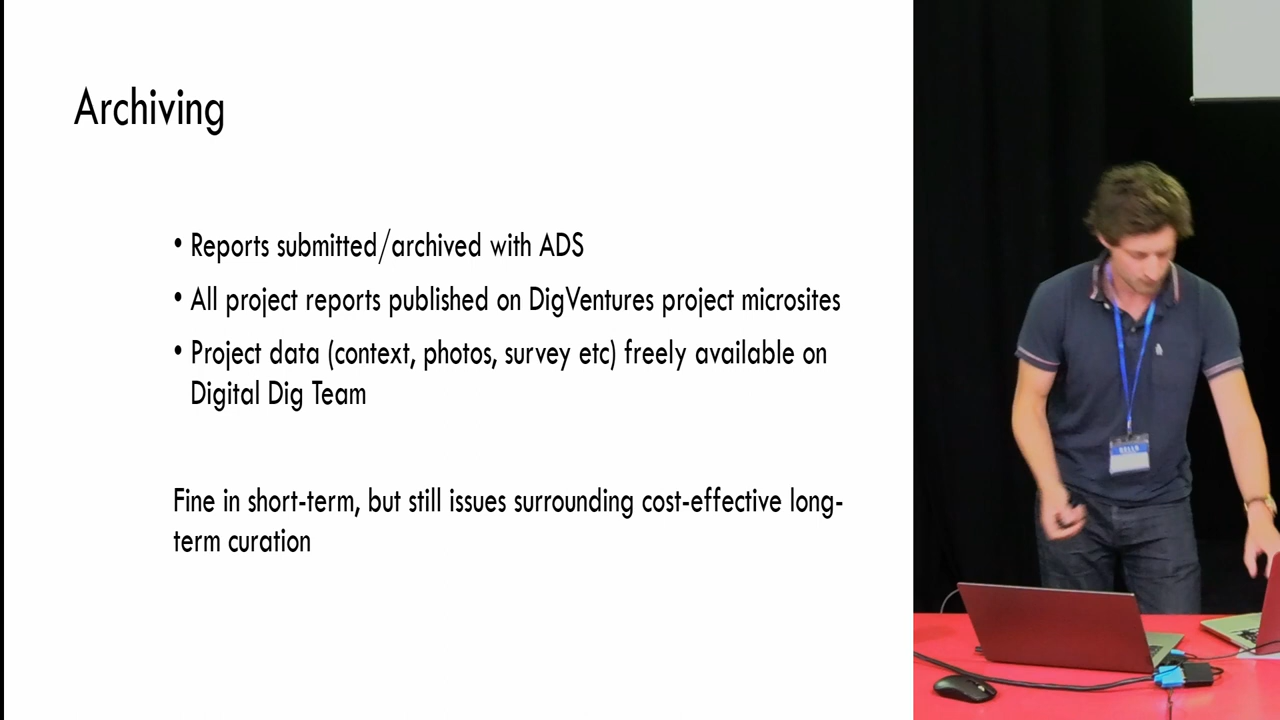 Archiving
• Reports submitted/archived with ADS
• All project reports published on DigVentures project microsites
• Project data (context, photos, survey etc) freely available on
Digital Dig Team
Fine in short-term, but still issues surrounding cost-effective long-
term curation